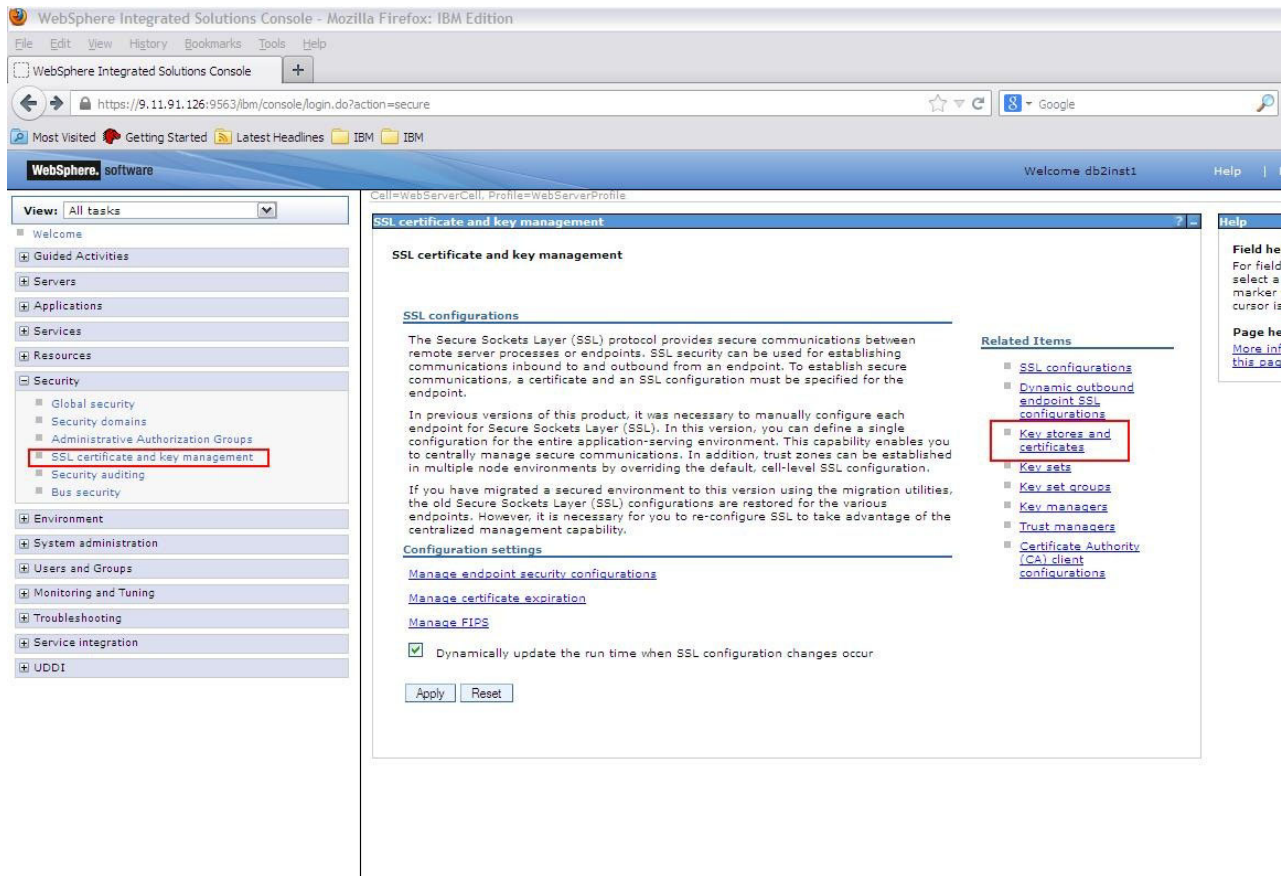 WebSphere Integrated Solutions Console - Mozilla Firefox: IBM Edition
File Edit View History Bookmarks Tools Help
WebSphere Integrated Solutions Console +
https://9.11.91.126:9563/ibm/console/login.do?action=secure
Google
Most Visited Getting Started Latest Headlines IBM IBM
WebSphere. software
Welcome db2inst1
Help |
View: All tasks
Welcome
Guided Activities
Servers
Applications
Services
Resources
Security
Global security
Security domains
Administrative Authorization Groups
SSL certificate and key management
Security auditing
Bus security
Environment
System administration
Users and Groups
Monitoring and Tuning
Troubleshooting
Service integration
UDDI
Cell=WebServerCell, Profile=WebServerProfile
SSL certificate and key management ? -
SSL certificate and key management
SSL configurations
The Secure Sockets Layer (SSL) protocol provides secure communications between
remote server processes or endpoints. SSL security can be used for establishing
communications inbound to and outbound from an endpoint. To establish secure
communications, a certificate and an SSL configuration must be specified for the
endpoint.
In previous versions of this product, it was necessary to manually configure each
endpoint for Secure Sockets Layer (SSL). In this version, you can define a single
configuration for the entire application-serving environment. This capability enables you
to centrally manage secure communications. In addition, trust zones can be established
in multiple node environments by overriding the default, cell-level SSL configuration.
If you have migrated a secured environment to this version using the migration utilities,
the old Secure Sockets Layer (SSL) configurations are restored for the various
endpoints. However, it is necessary for you to re-configure SSL to take advantage of the
centralized management capability.
Configuration settings
Manage endpoint security configurations
Manage certificate expiration
Manage FIPS
Dynamically update the run time when SSL configuration changes occur
Apply Reset
Related Items
SSL configurations
Dynamic outbound
endpoint SSL
configurations
Key stores and
certificates
Key sets
Key set groups
Key managers
Trust managers
Certificate Authority
(CA) client
configurations
Help
Field he
For field
select a
marker
cursor is
Page he
More inf
this pag